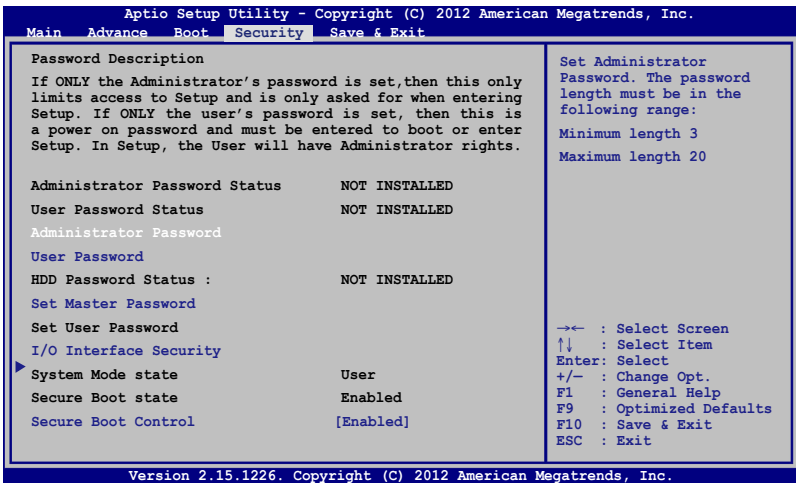 Aptio Setup Utility - Copyright (C) 2012 American Megatrends, Inc.
Main Advance Boot Security Save & Exit
Password Description
If ONLY the Administrator's password is set,then this only
limits access to Setup and is only asked for when entering
Setup. If ONLY the user's password is set, then this is
a power on password and must be entered to boot or enter
Setup. In Setup, the User will have Administrator rights.
Administrator Password Status NOT INSTALLED
User Password Status NOT INSTALLED
Administrator Password
User Password
HDD Password Status : NOT INSTALLED
Set Master Password
Set User Password
I/O Interface Security
System Mode state User
Secure Boot state Enabled
Secure Boot Control [Enabled]
Set Administrator
Password. The password
length must be in the
following range:
Minimum length 3
Maximum length 20
→← : Select Screen
↑↓ : Select Item
Enter: Select
+/— : Change Opt.
F1 : General Help
F9 : Optimized Defaults
F10 : Save & Exit
ESC : Exit
Version 2.15.1226. Copyright (C) 2012 American Megatrends, Inc.